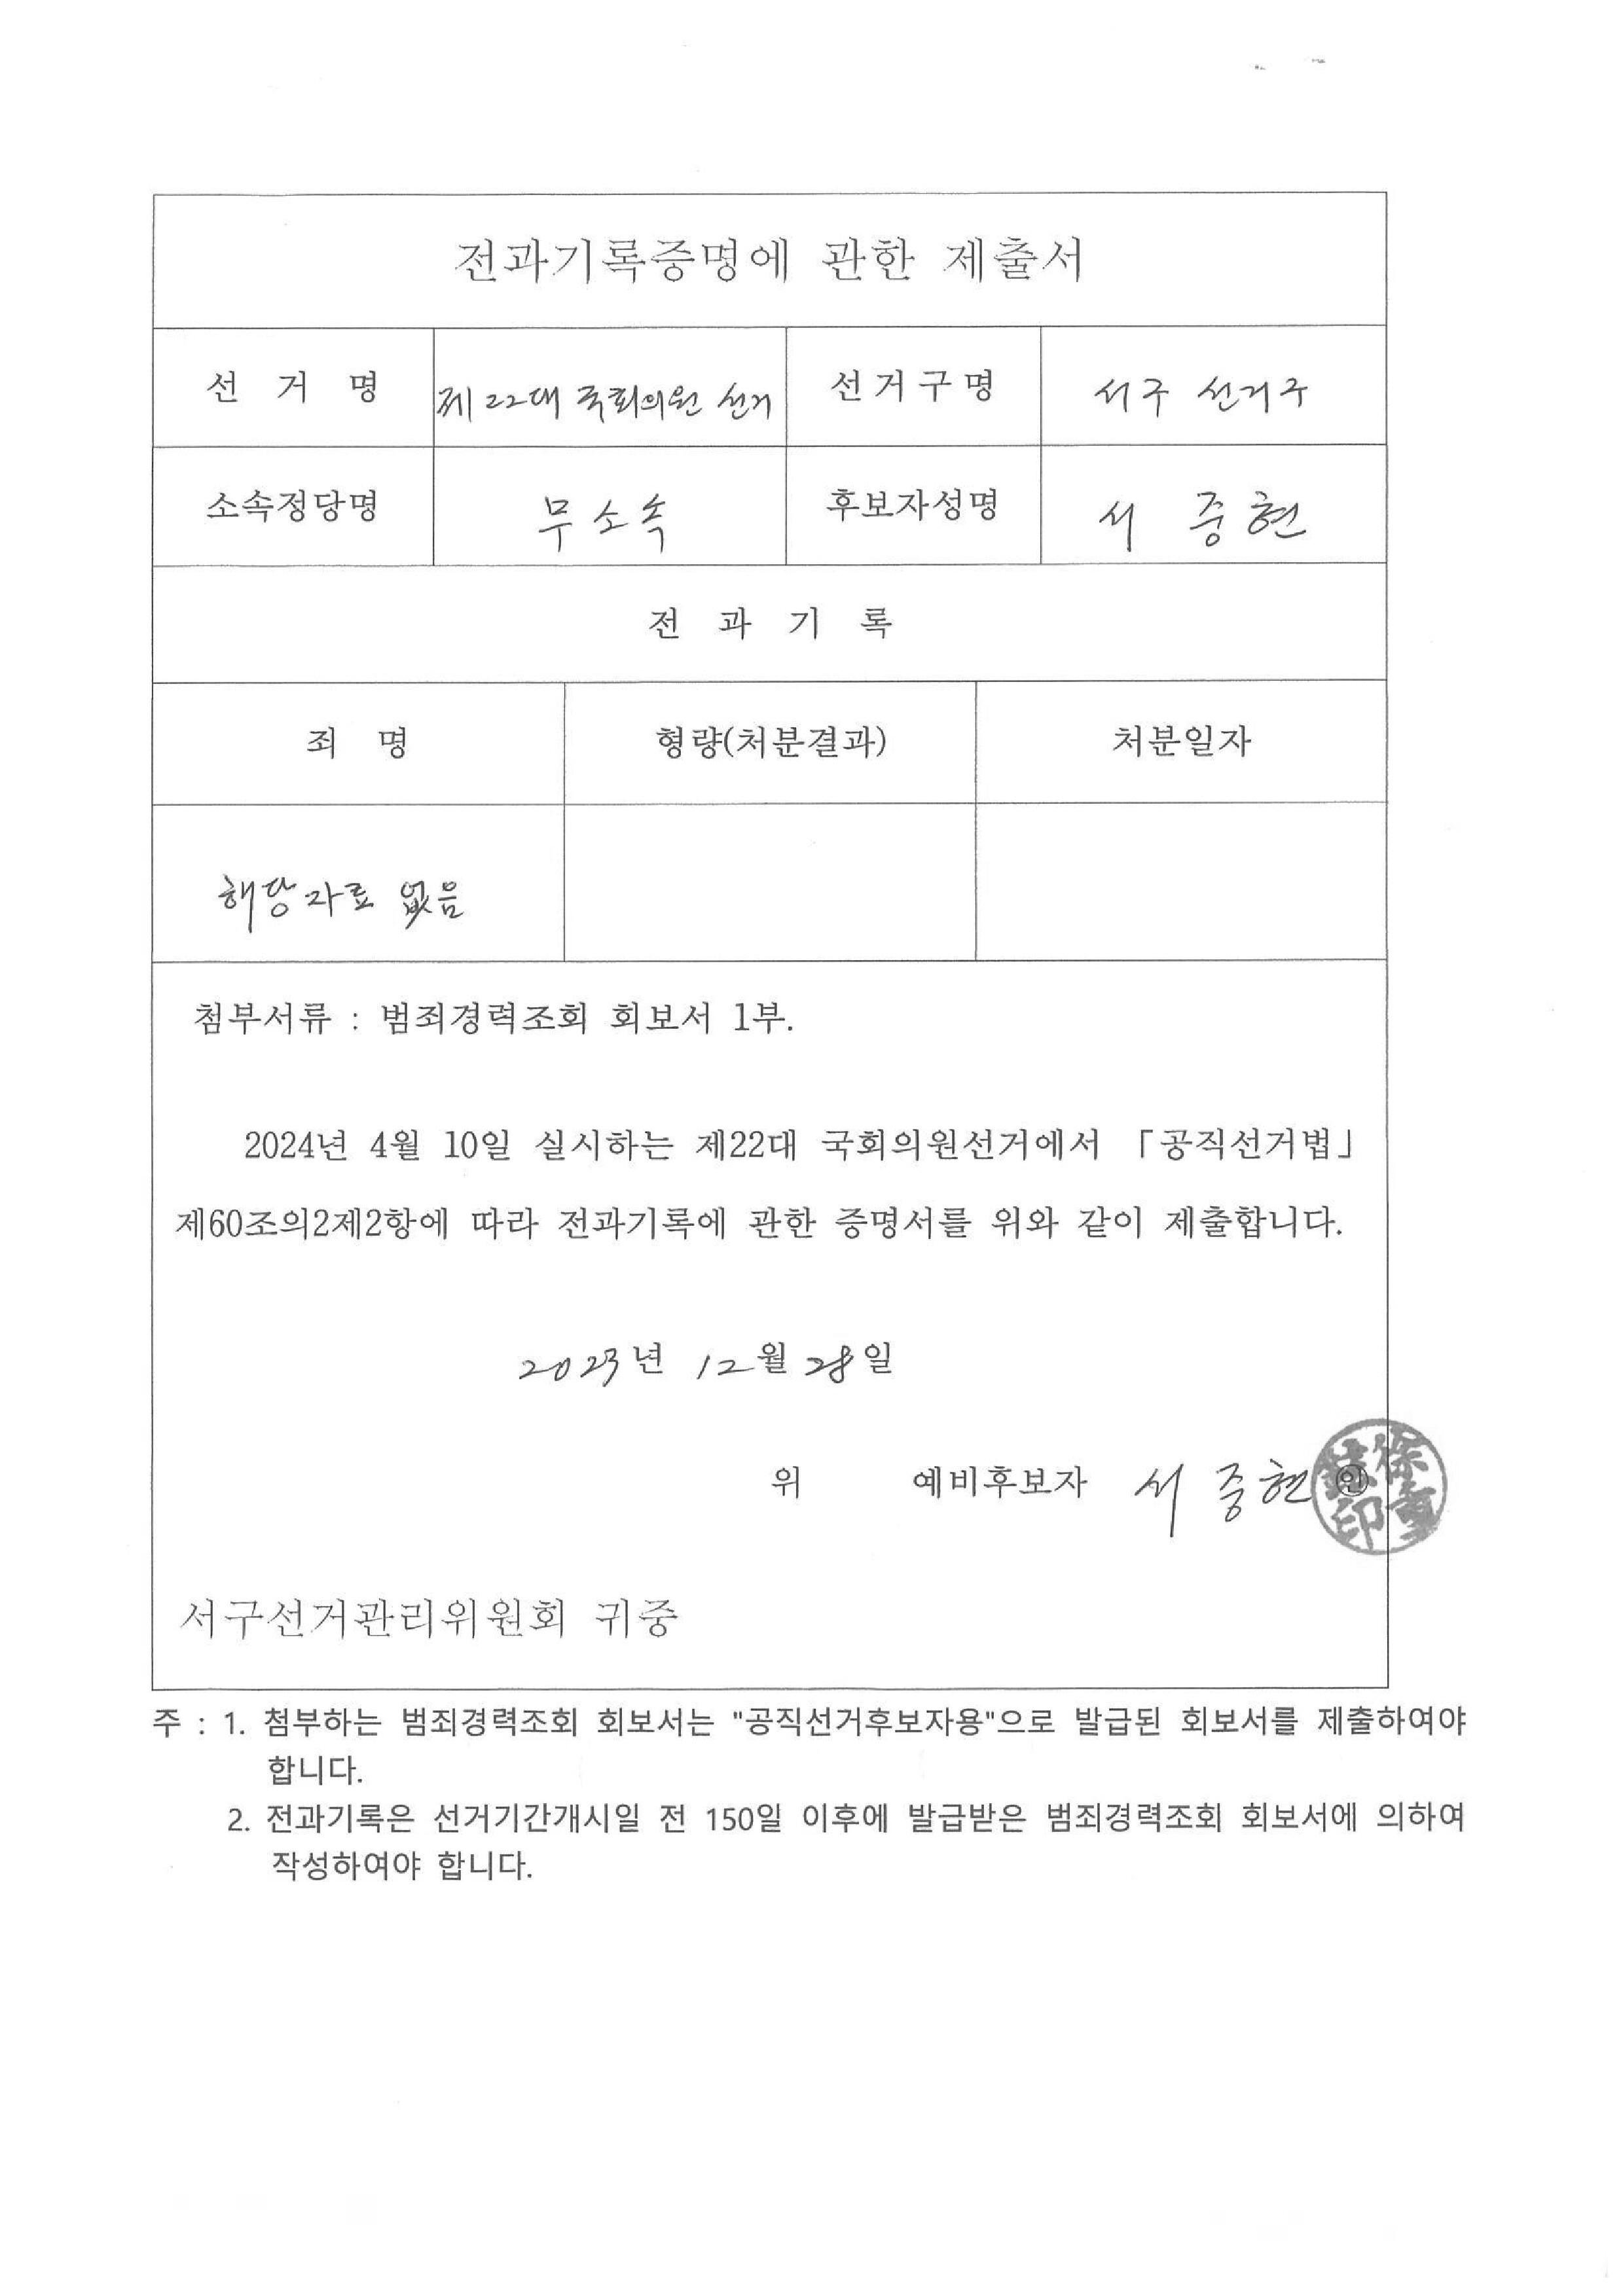 전과기록증명에 관한 제출서
선 거 명 제22대 국회의원 선거 선거구명 서구 선거구
소속정당명 무소속 후보자성명 서 중현
전 과 기 록
죄 명 형량(처분결과) 처분일자
해당자료 없음
첨부서류 : 범죄경력조회 회보서 1부.
2024년 4월 10일 실시하는 제22대 국회의원선거에서 「공직선거법」
제60조의2제2항에 따라 전과기록에 관한 증명서를 위와 같이 제출합니다.
2023년 12월 28일
위 예비후보자 서 중현 ㊞
徐重
鉉印
서구선거관리위원회 귀중
주 : 1. 첨부하는 범죄경력조회 회보서는 "공직선거후보자용"으로 발급된 회보서를 제출하여야
합니다.
2. 전과기록은 선거기간개시일 전 150일 이후에 발급받은 범죄경력조회 회보서에 의하여
작성하여야 합니다.